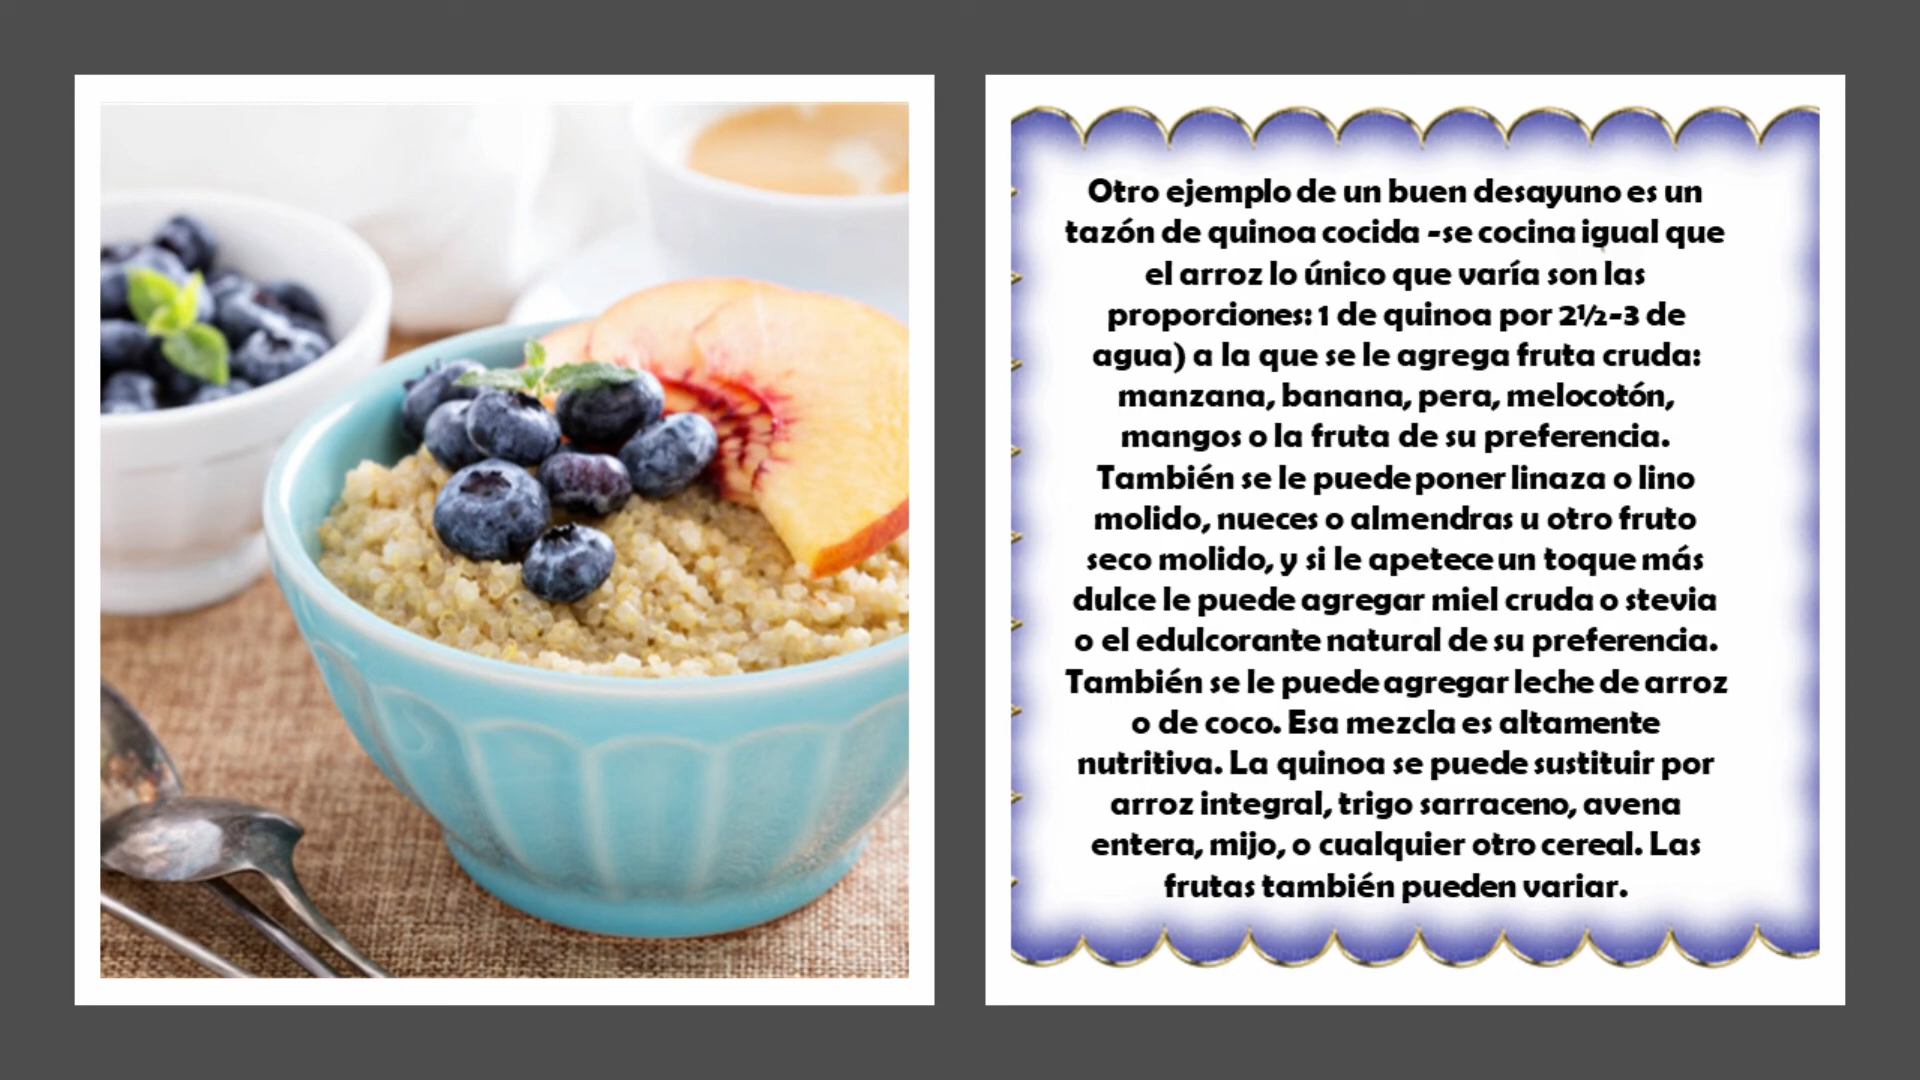 Otro ejemplo de un buen desayuno es un
tazón de quinoa cocida -se cocina igual que
el arroz lo único que varía son las
proporciones: 1 de quinoa por 2½-3 de
agua) a la que se le agrega fruta cruda:
manzana, banana, pera, melocotón,
mangos o la fruta de su preferencia.
También se le puede poner linaza o lino
molido, nueces o almendras u otro fruto
seco molido, y si le apetece un toque más
dulce le puede agregar miel cruda o stevia
o el edulcorante natural de su preferencia.
También se le puede agregar leche de arroz
o de coco. Esa mezcla es altamente
nutritiva. La quinoa se puede sustituir por
arroz integral, trigo sarraceno, avena
entera, mijo, o cualquier otro cereal. Las
frutas también pueden variar.